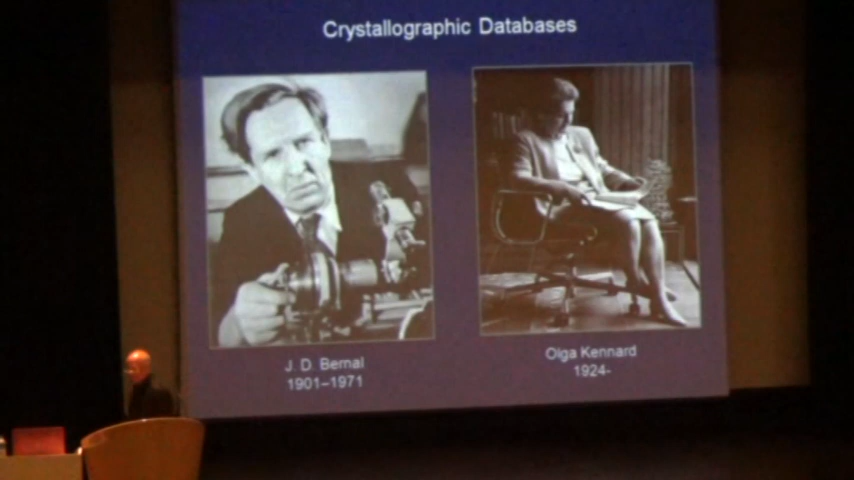 Crystallographic Databases
J. D. Bernal
1901–1971
Olga Kennard
1924-